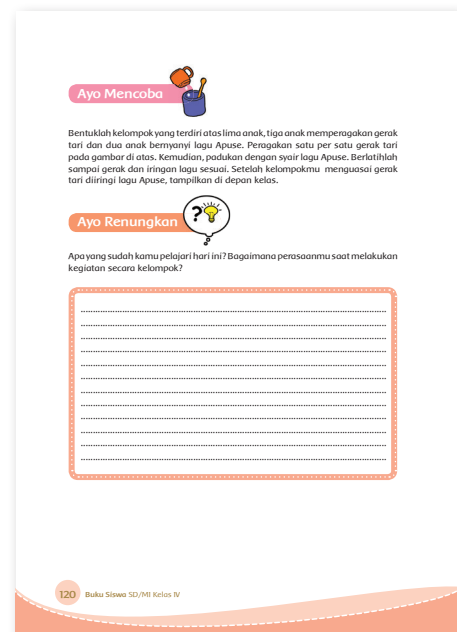 Ayo Mencoba
Bentuklah kelompok yang terdiri atas lima anak, tiga anak memperagakan gerak
tari dan dua anak bernyanyi lagu Apuse. Peragakan satu per satu gerak tari
pada gambar di atas. Kemudian, padukan dengan syair lagu Apuse. Berlatihlah
sampai gerak dan iringan lagu sesuai. Setelah kelompokmu menguasai gerak
tari diiringi lagu Apuse, tampilkan di depan kelas.
Ayo Renungkan
Apa yang sudah kamu pelajari hari ini? Bagaimana perasaanmu saat melakukan
kegiatan secara kelompok?
120 Buku Siswa SD/MI Kelas IV